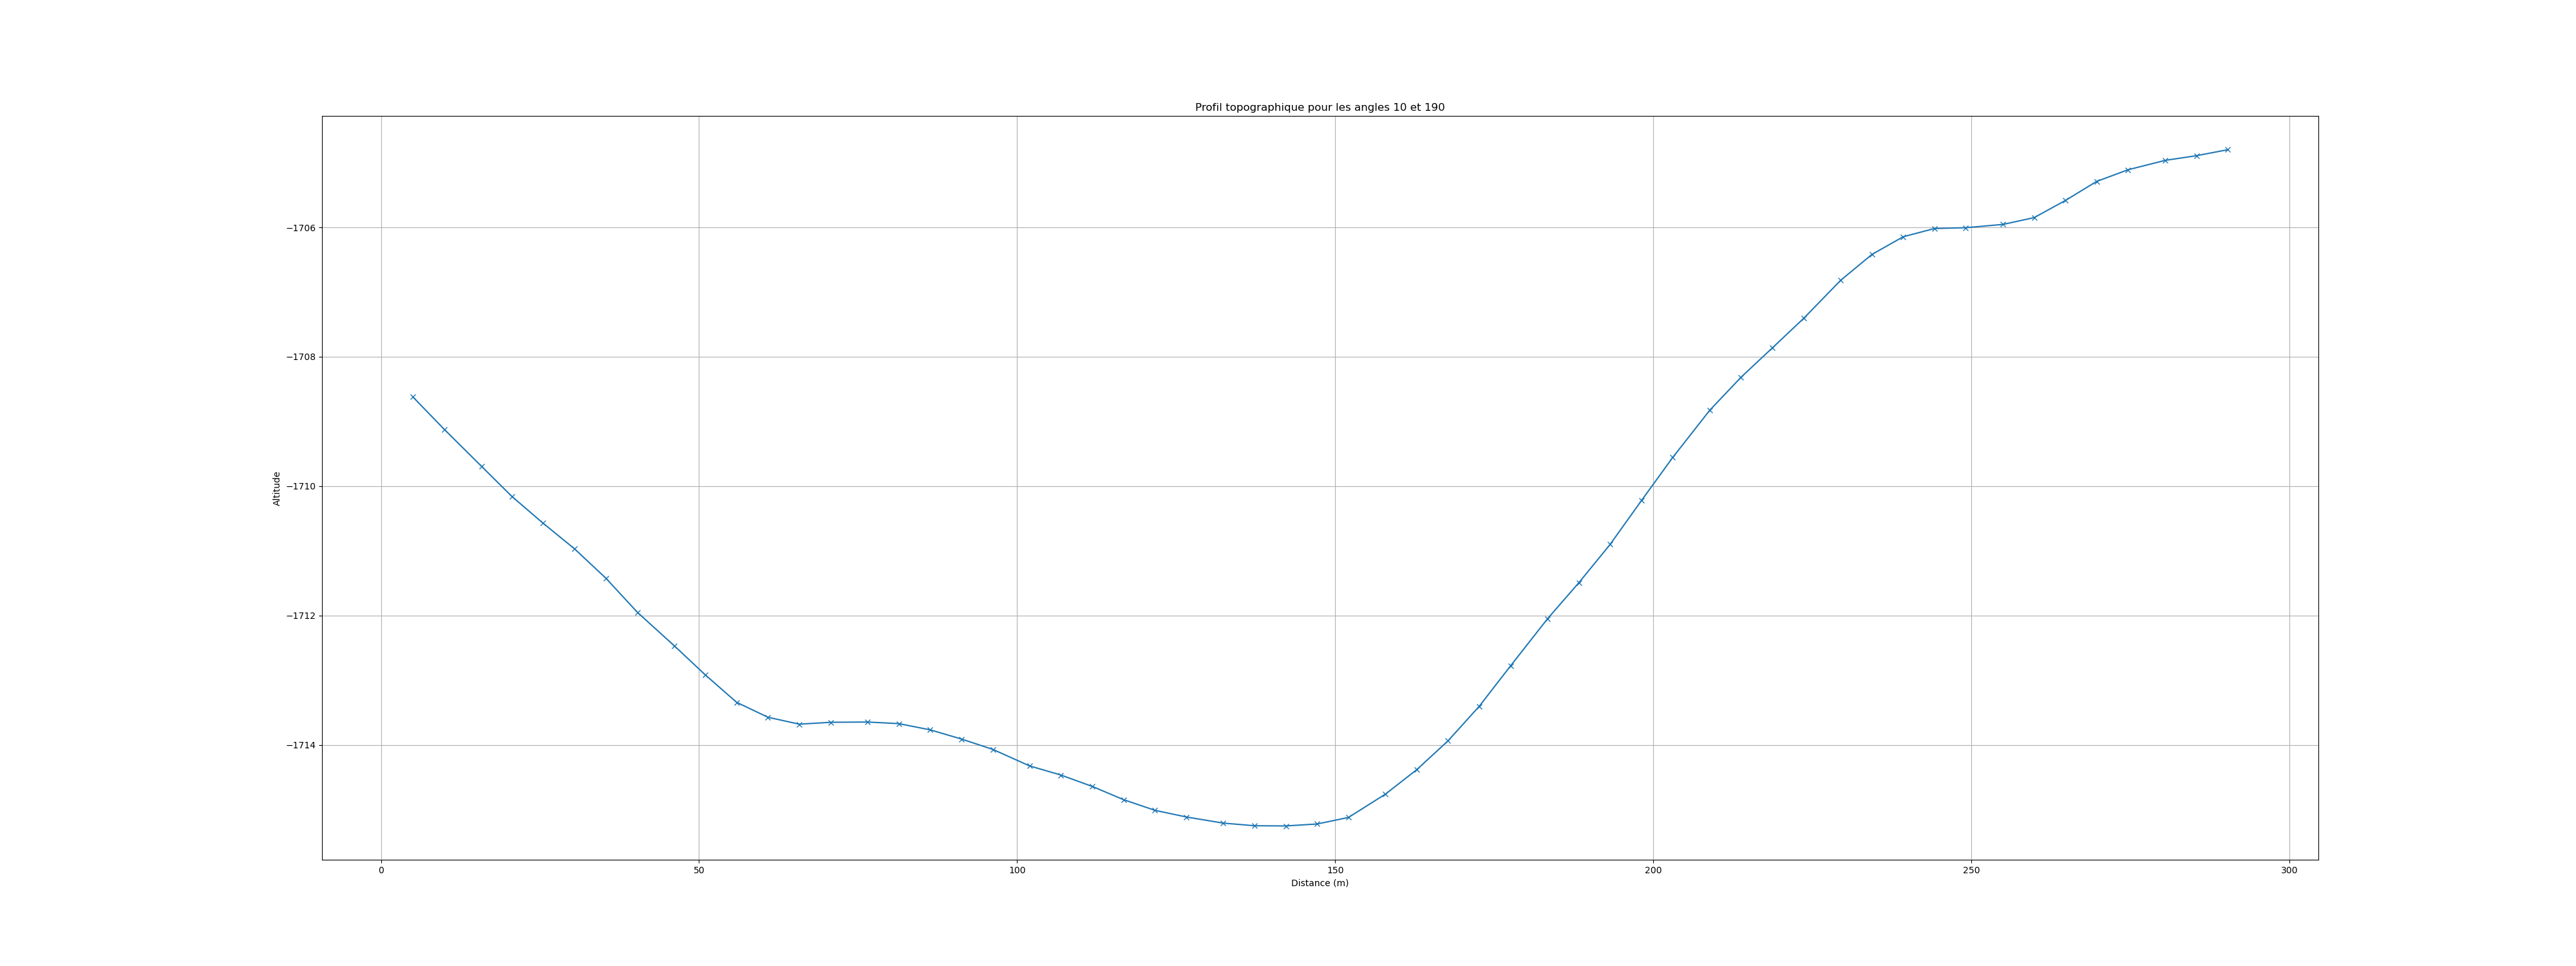 Profil topographique pour les angles 10 et 190
Altitude
−1706
−1708
−1710
−1712
−1714
0 50 100 150 200 250 300
Distance (m)